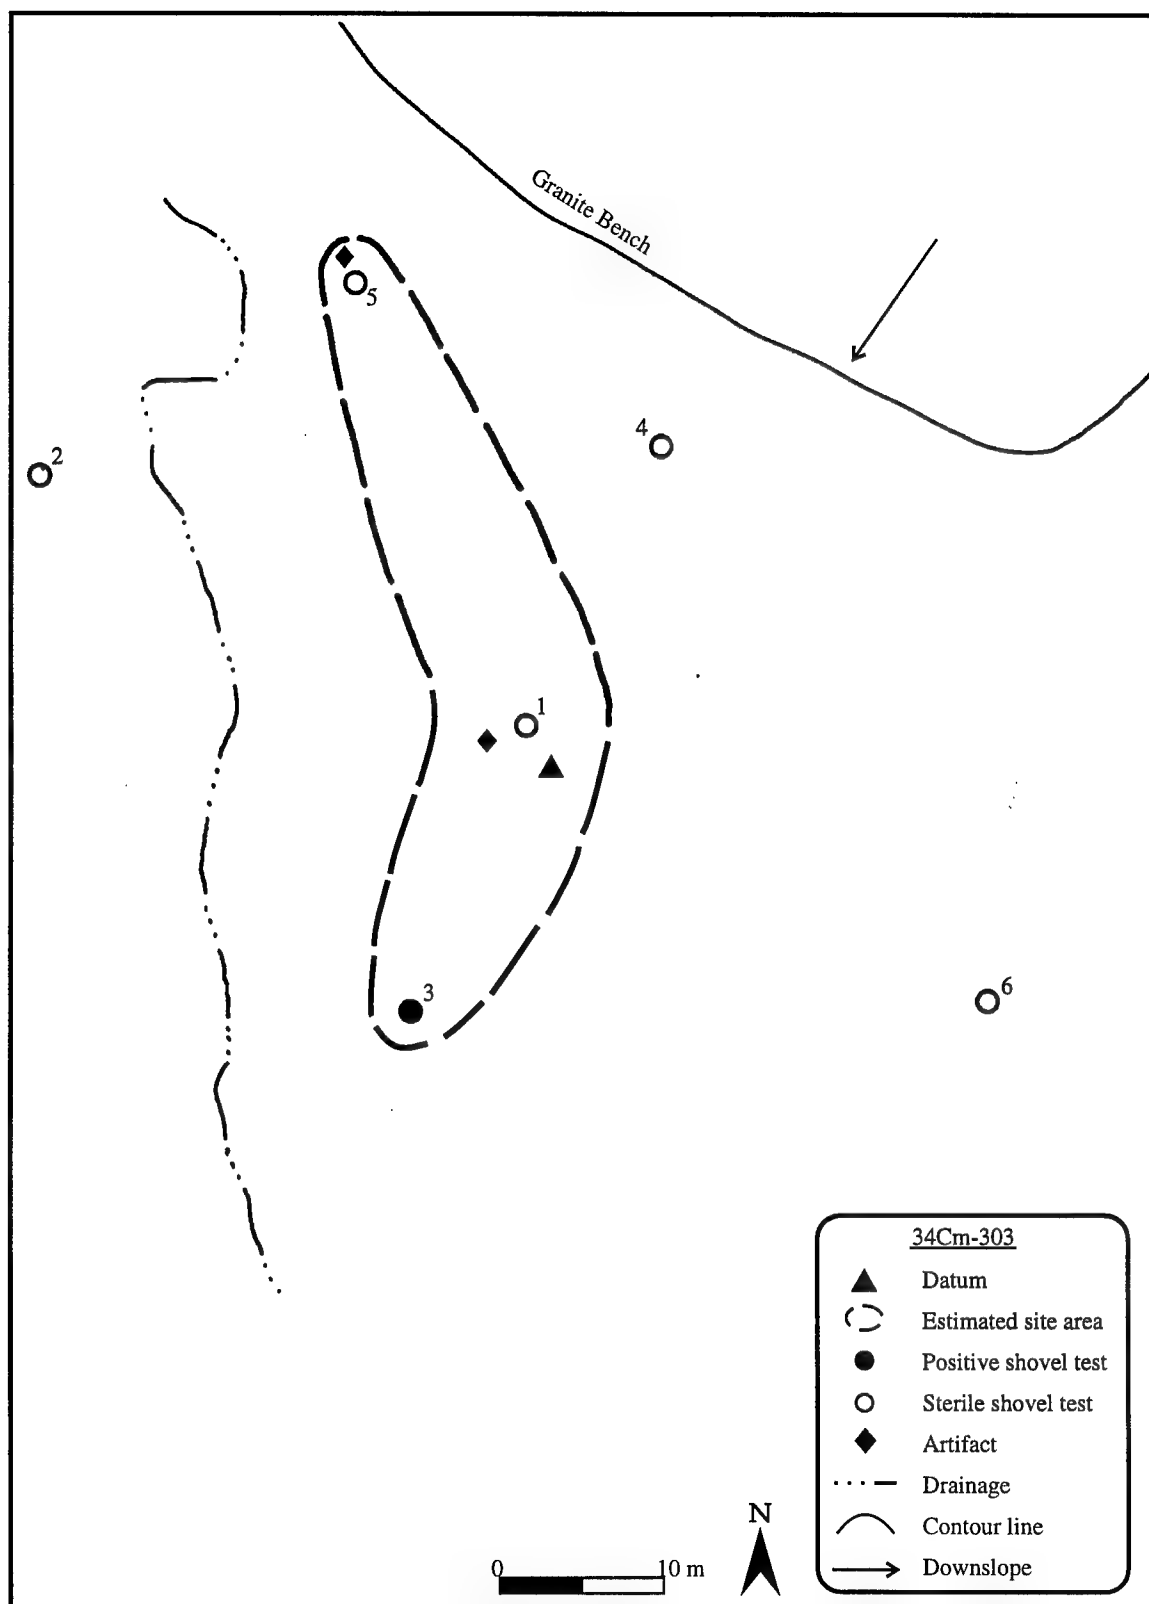 Granite Bench
5
4
2
1
3
6
34Cm-303
Datum
Estimated site area
Positive shovel test
Sterile shovel test
Artifact
Drainage
Contour line
Downslope
N
0 10 m